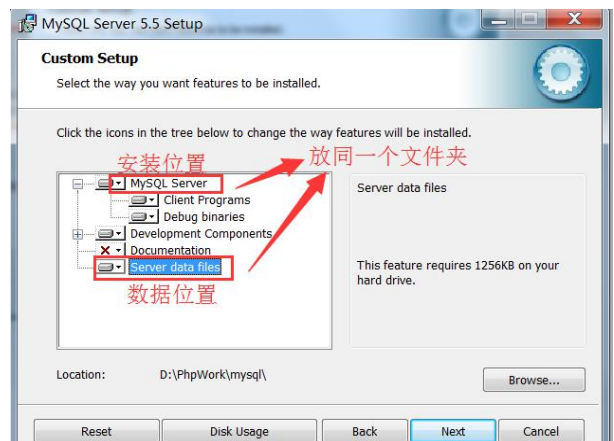 MySQL Server 5.5 Setup
Custom Setup
Select the way you want features to be installed.
Click the icons in the tree below to change the way features will be installed.
安装位置
放同一个文件夹
MySQL Server
Client Programs
Debug binaries
Development Components
Documentation
Server data files
数据位置
Server data files
This feature requires 1256KB on your
hard drive.
Location: D:\PhpWork\mysql\
Browse...
Reset Disk Usage Back Next Cancel